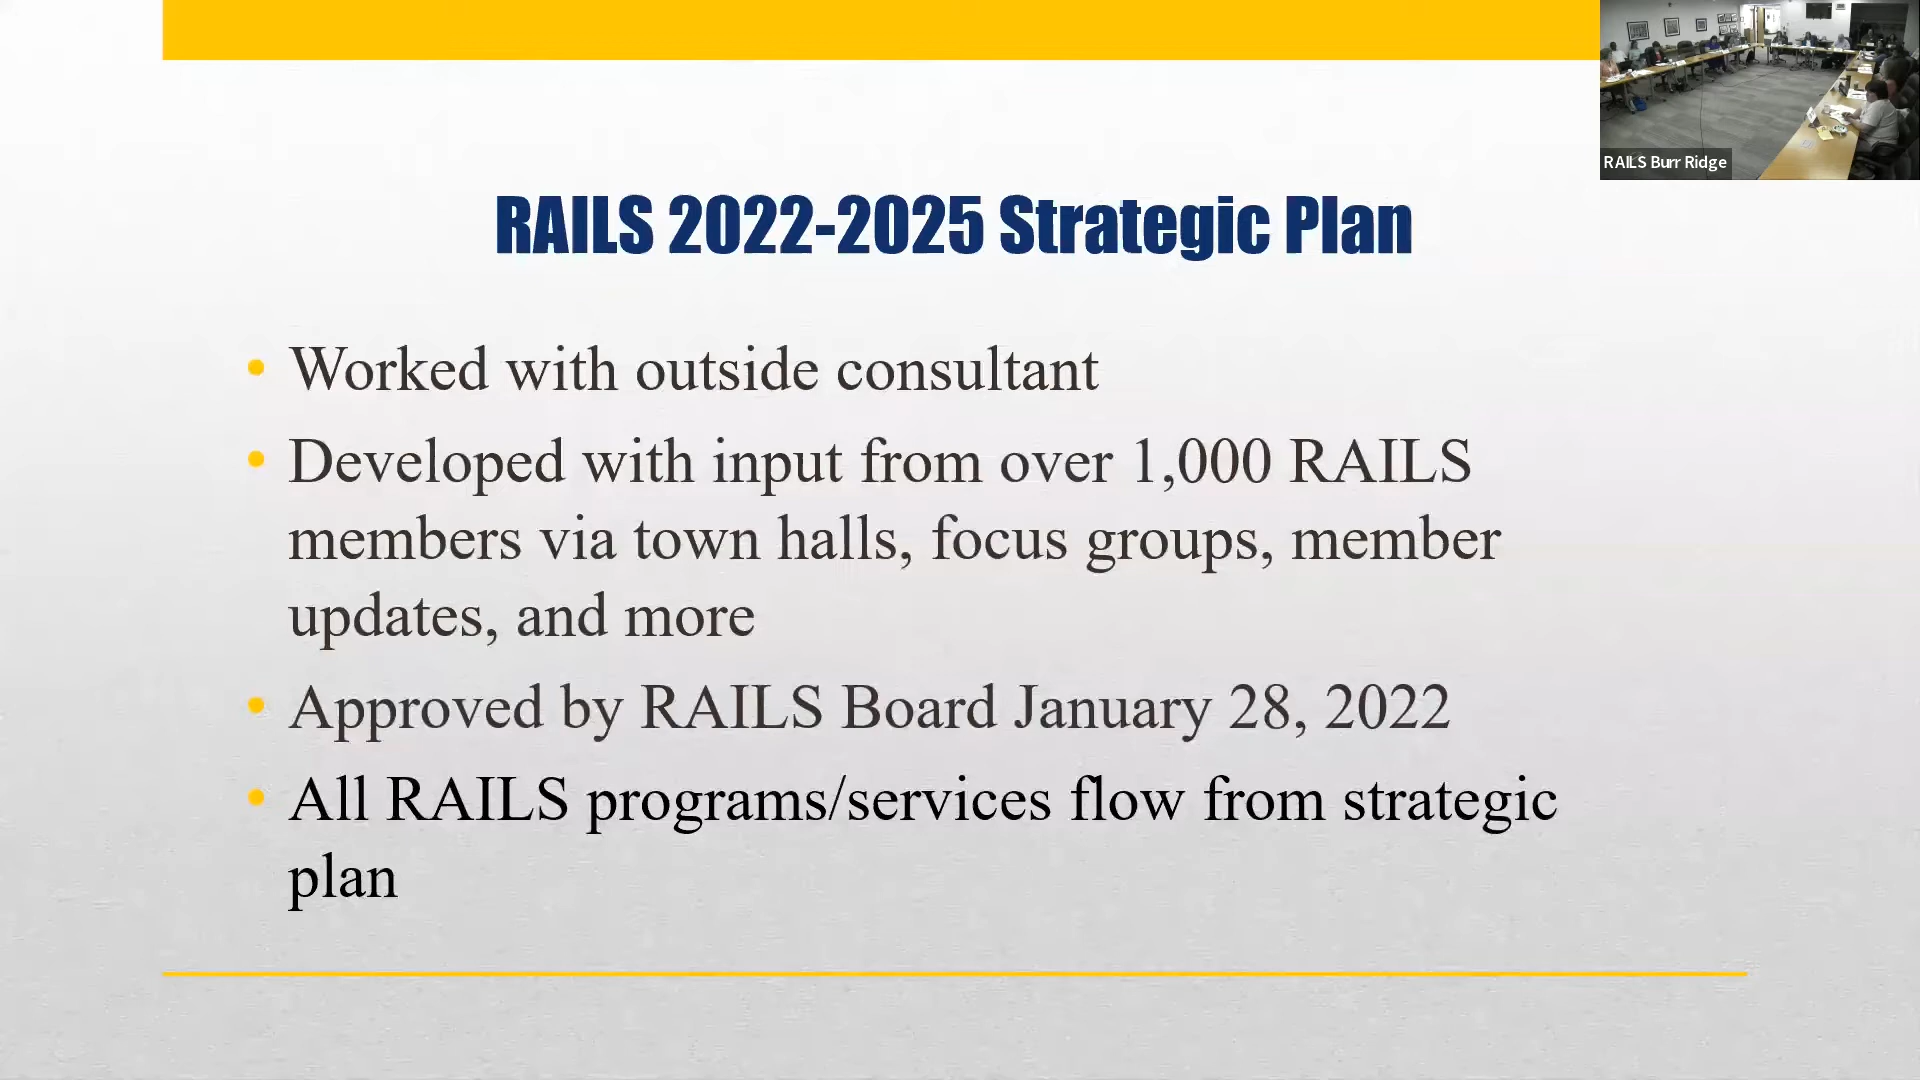 RAILS Burr Ridge
RAILS 2022-2025 Strategic Plan
• Worked with outside consultant
• Developed with input from over 1,000 RAILS
members via town halls, focus groups, member
updates, and more
• Approved by RAILS Board January 28, 2022
• All RAILS programs/services flow from strategic
plan